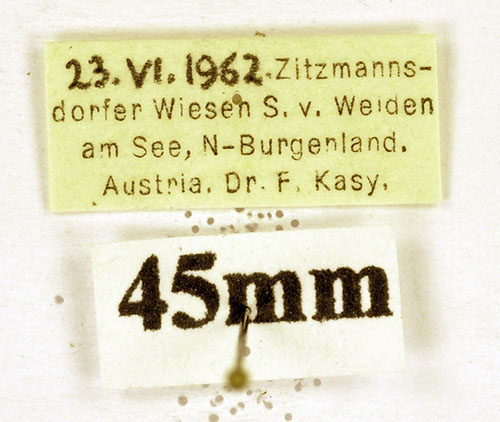 23.VI.1962. Zitzmanns-
dorfer Wiesen S. v. Weiden
am See, N-Burgenland.
Austria. Dr. F. Kasy.
45mm